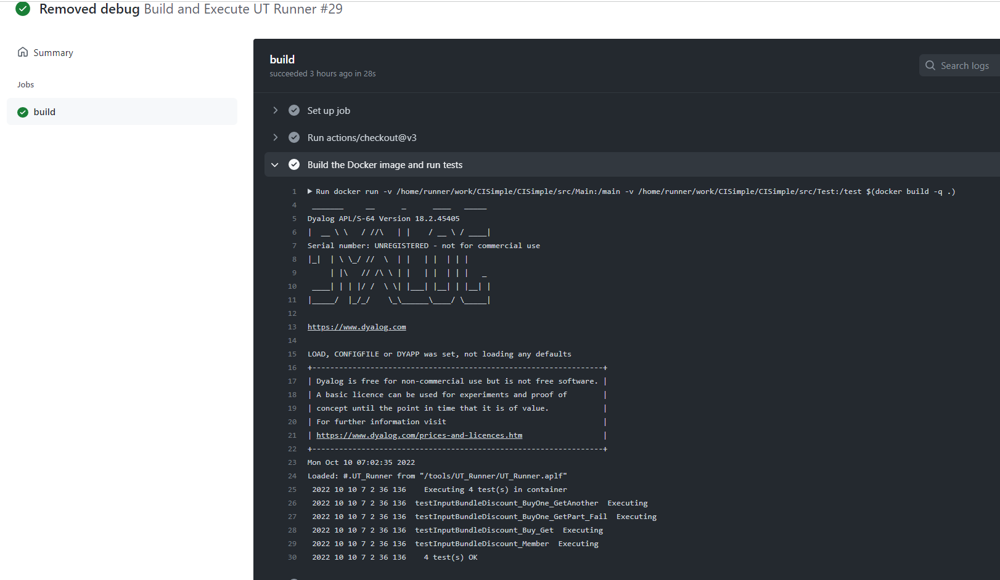 Removed debug Build and Execute UT Runner #29
Summary
Jobs
build
build
succeeded 3 hours ago in 28s
Search logs
Set up job
Run actions/checkout@v3
Build the Docker image and run tests
1 Run docker run -v /home/runner/work/CISimple/CISimple/src/Main:/main -v /home/runner/work/CISimple/CISimple/src/Test:/test $(docker build -q .)
4  _______     __      _      ____   _____
5 Dyalog APL/S-64 Version 18.2.45405
6 |  __ \ \   / //\   | |    / __ \ / ____|
7 Serial number: UNREGISTERED - not for commercial use
8 |_|  | \ \_/ //  \  | |   | |  | | |
9      | |\   // /\ \ | |   | |  | | |   _
10  ____| | | |/ /  \ \| |___| |__| | |__| |
11 |_____/  |_/_/    \_\______\____/ \_____|
12
13 https://www.dyalog.com
14
15 LOAD, CONFIGFILE or DYAPP was set, not loading any defaults
16 +-----------------------------------------------------------------+
17 | Dyalog is free for non-commercial use but is not free software. |
18 | A basic licence can be used for experiments and proof of        |
19 | concept until the point in time that it is of value.            |
20 | For further information visit                                   |
21 | https://www.dyalog.com/prices-and-licences.htm                  |
22 +-----------------------------------------------------------------+
23 Mon Oct 10 07:02:35 2022
24 Loaded: #.UT_Runner from "/tools/UT_Runner/UT_Runner.aplf"
25  2022 10 10 7 2 36 136    Executing 4 test(s) in container
26  2022 10 10 7 2 36 136  testInputBundleDiscount_BuyOne_GetAnother  Executing
27  2022 10 10 7 2 36 136  testInputBundleDiscount_BuyOne_GetPart_Fail  Executing
28  2022 10 10 7 2 36 136  testInputBundleDiscount_Buy_Get  Executing
29  2022 10 10 7 2 36 136  testInputBundleDiscount_Member  Executing
30  2022 10 10 7 2 36 136    4 test(s) OK